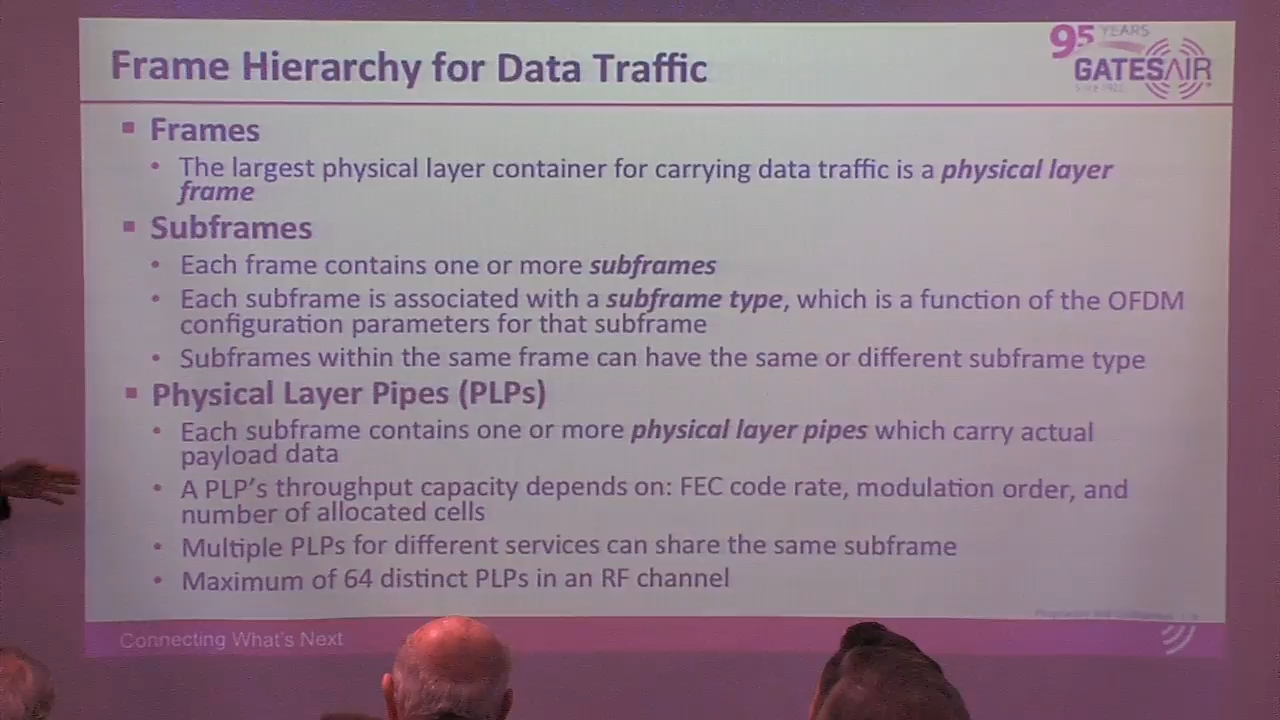 Frame Hierarchy for Data Traffic
95 YEARS
GATESAIR
SINCE 1922
Frames
The largest physical layer container for carrying data traffic is a physical layer
frame
Subframes
Each frame contains one or more subframes
Each subframe is associated with a subframe type, which is a function of the OFDM
configuration parameters for that subframe
Subframes within the same frame can have the same or different subframe type
Physical Layer Pipes (PLPs)
Each subframe contains one or more physical layer pipes which carry actual
payload data
A PLP's throughput capacity depends on: FEC code rate, modulation order, and
number of allocated cells
Multiple PLPs for different services can share the same subframe
Maximum of 64 distinct PLPs in an RF channel
Connecting What's Next